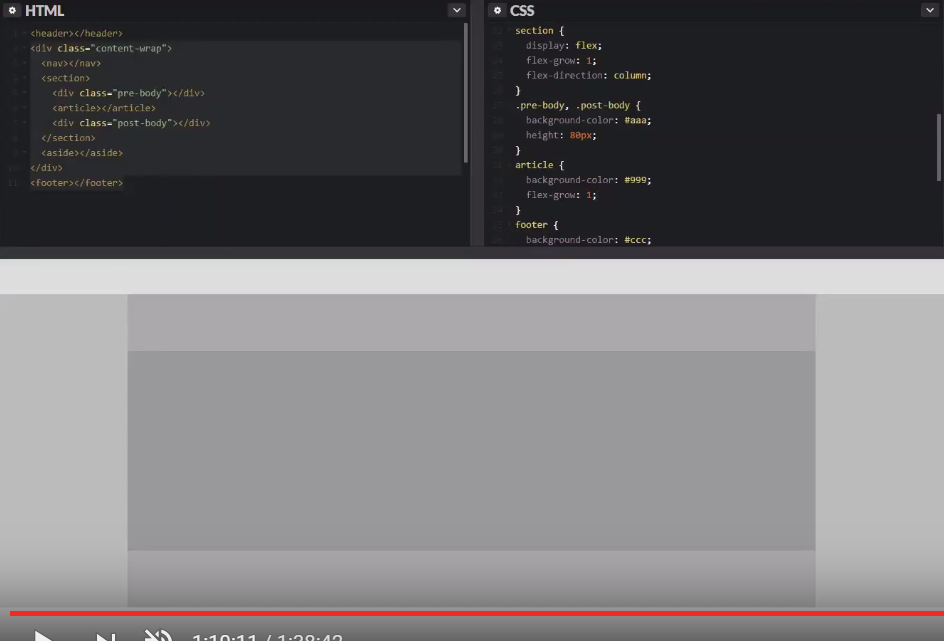 HTML
<header></header>
<div class="content-wrap">
<nav></nav>
<section>
<div class="pre-body"></div>
<article></article>
<div class="post-body"></div>
</section>
<aside></aside>
</div>
<footer></footer>
CSS
section {
display: flex;
flex-grow: 1;
flex-direction: column;
}
.pre-body, .post-body {
background-color: #aaa;
height: 80px;
}
article {
background-color: #999;
flex-grow: 1;
}
footer {
background-color: #ccc;